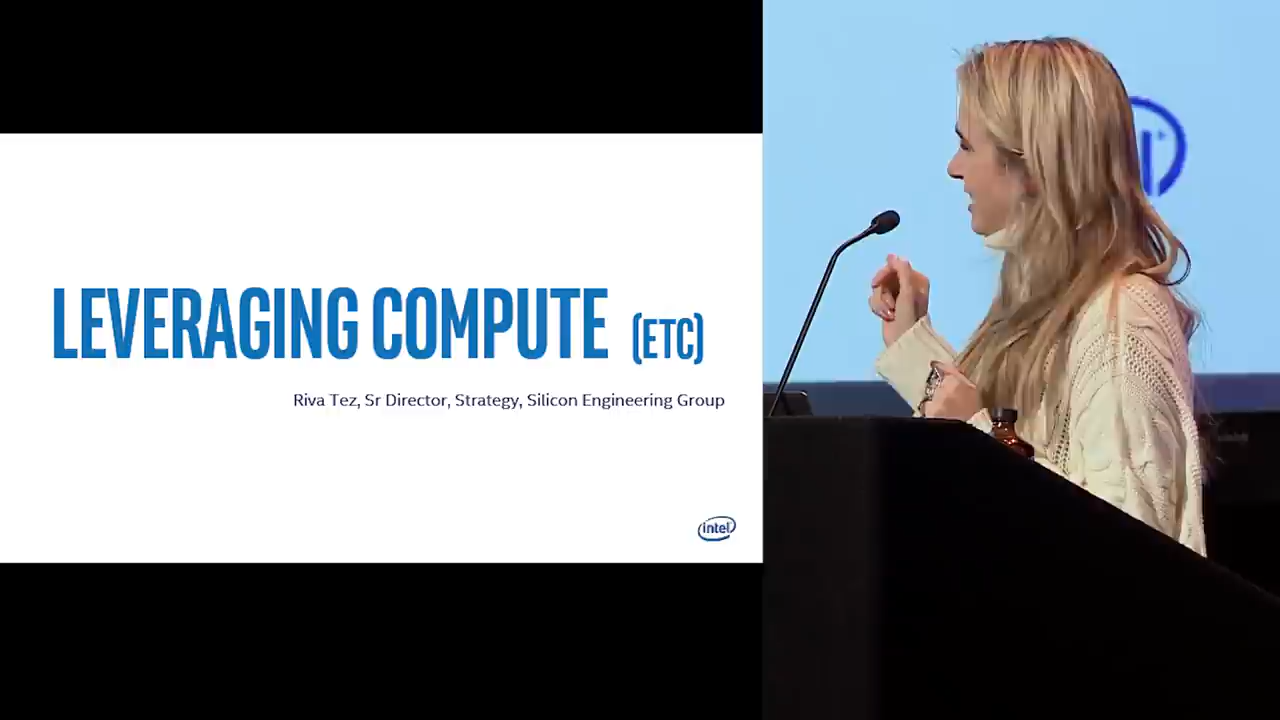 LEVERAGING COMPUTE (ETC)
Riva Tez, Sr Director, Strategy, Silicon Engineering Group
intel